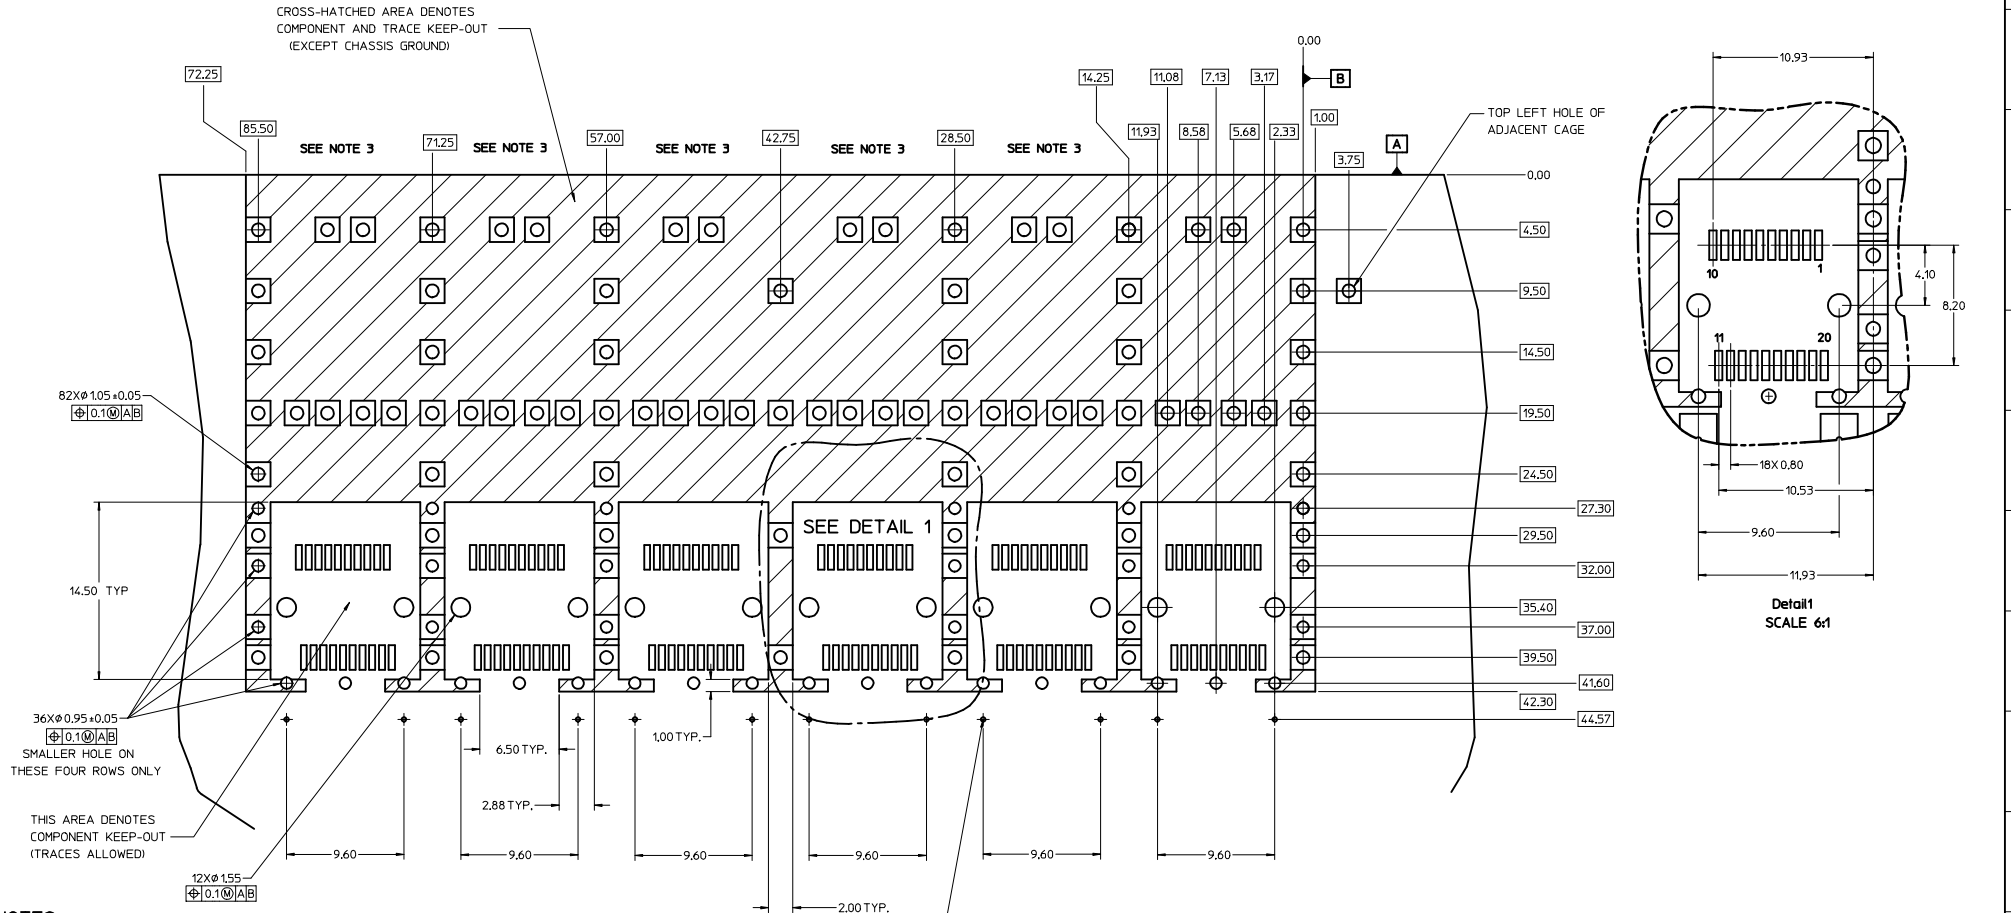 CROSS-HATCHED AREA DENOTES
COMPONENT AND TRACE KEEP-OUT
(EXCEPT CHASSIS GROUND)
72.25
85.50
SEE NOTE 3
71.25
SEE NOTE 3
57.00
SEE NOTE 3
42.75
SEE NOTE 3
28.50
SEE NOTE 3
14.25
11.93
11.08
8.58
7.13
5.68
3.17
2.33
0.00
B
1.00
3.75
A
TOP LEFT HOLE OF
ADJACENT CAGE
0.00
4.50
9.50
14.50
19.50
24.50
27.30
29.50
32.00
35.40
37.00
39.50
41.60
42.30
44.57
82XØ1.05±0.05
⌖ 0.1Ⓜ A B
14.50 TYP
36XØ0.95±0.05
⌖ 0.1Ⓜ A B
SMALLER HOLE ON
THESE FOUR ROWS ONLY
THIS AREA DENOTES
COMPONENT KEEP-OUT
(TRACES ALLOWED)
12XØ1.55
⌖ 0.1Ⓜ A B
SEE DETAIL 1
6.50 TYP.
1.00 TYP.
2.88 TYP.
9.60
9.60
9.60
9.60
9.60
9.60
2.00 TYP.
10.93
10
1
4.10
8.20
11
20
18X 0.80
10.53
9.60
11.93
Detail1
SCALE 6:1